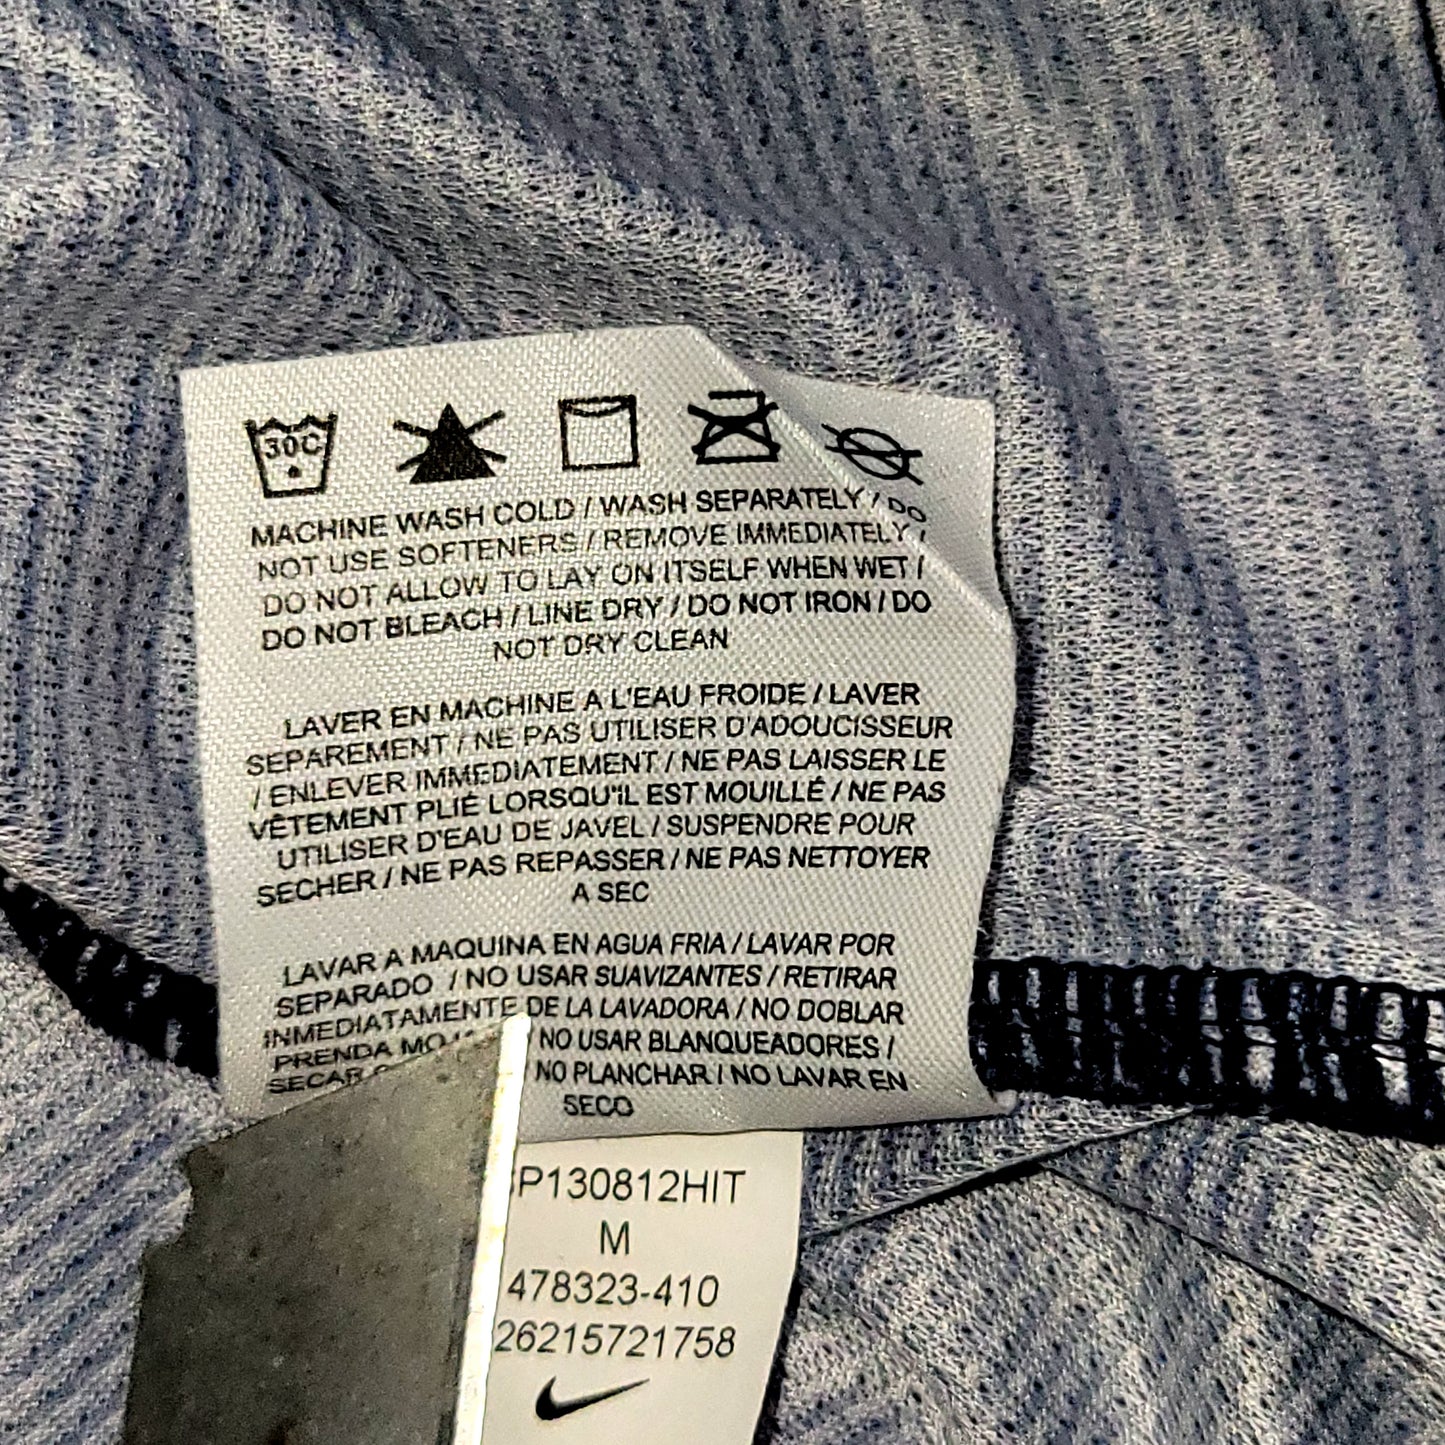 30C
MACHINE WASH COLD / WASH SEPARATELY / DO
NOT USE SOFTENERS / REMOVE IMMEDIATELY /
DO NOT ALLOW TO LAY ON ITSELF WHEN WET /
DO NOT BLEACH / LINE DRY / DO NOT IRON / DO
NOT DRY CLEAN
LAVER EN MACHINE A L'EAU FROIDE / LAVER
SEPAREMENT / NE PAS UTILISER D'ADOUCISSEUR
/ ENLEVER IMMEDIATEMENT / NE PAS LAISSER LE
VÊTEMENT PLIÉ LORSQU'IL EST MOUILLÉ / NE PAS
UTILISER D'EAU DE JAVEL / SUSPENDRE POUR
SECHER / NE PAS REPASSER / NE PAS NETTOYER
A SEC
LAVAR A MAQUINA EN AGUA FRIA / LAVAR POR
SEPARADO / NO USAR SUAVIZANTES / RETIRAR
INMEDIATAMENTE DE LA LAVADORA / NO DOBLAR
PRENDA / NO USAR BLANQUEADORES /
SECAR NO PLANCHAR / NO LAVAR EN
SECO
P130812HIT
M
478323-410
26215721758